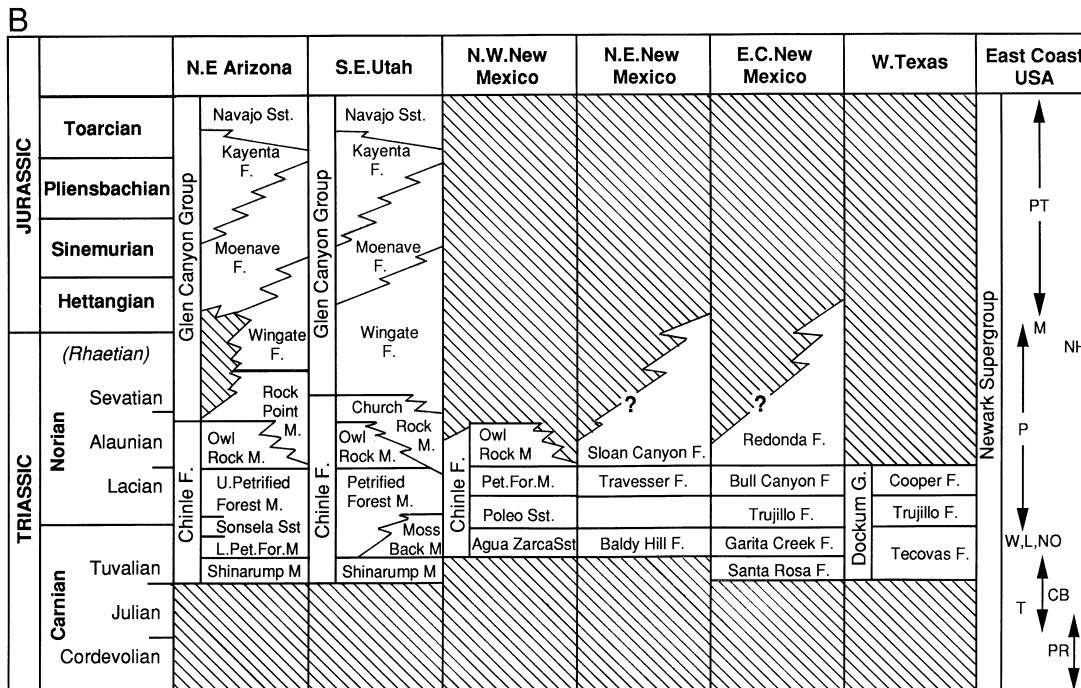 B
N.E Arizona
S.E.Utah
N.W.New
Mexico
N.E.New
Mexico
E.C.New
Mexico
W.Texas
East Coast
USA
JURASSIC
Toarcian
Pliensbachian
Sinemurian
Hettangian
TRIASSIC
Norian
(Rhaetian)
Sevatian
Alaunian
Lacian
Carnian
Tuvalian
Julian
Cordevolian
Glen Canyon Group
Navajo Sst.
Kayenta
F.
Moenave
F.
Wingate
F.
Chinle F.
Rock
Point
M.
Owl
Rock M.
U.Petrified
Forest M.
Sonsela Sst
L.Pet.For.M
Shinarump M
Glen Canyon Group
Navajo Sst.
Kayenta
F.
Moenave
F.
Wingate
F.
Chinle F.
Church
Rock
M.
Owl
Rock M.
Petrified
Forest M.
Moss
Back M
Shinarump M
Chinle F.
Owl
Rock M
Pet.For.M.
Poleo Sst.
Agua ZarcaSst
?
Sloan Canyon F.
Travesser F.
Baldy Hill F.
?
Redonda F.
Bull Canyon F
Trujillo F.
Garita Creek F.
Santa Rosa F.
Dockum G.
Cooper F.
Trujillo F.
Tecovas F.
Newark Supergroup
PT
M
NH
P
W,L,NO
CB
T
PR